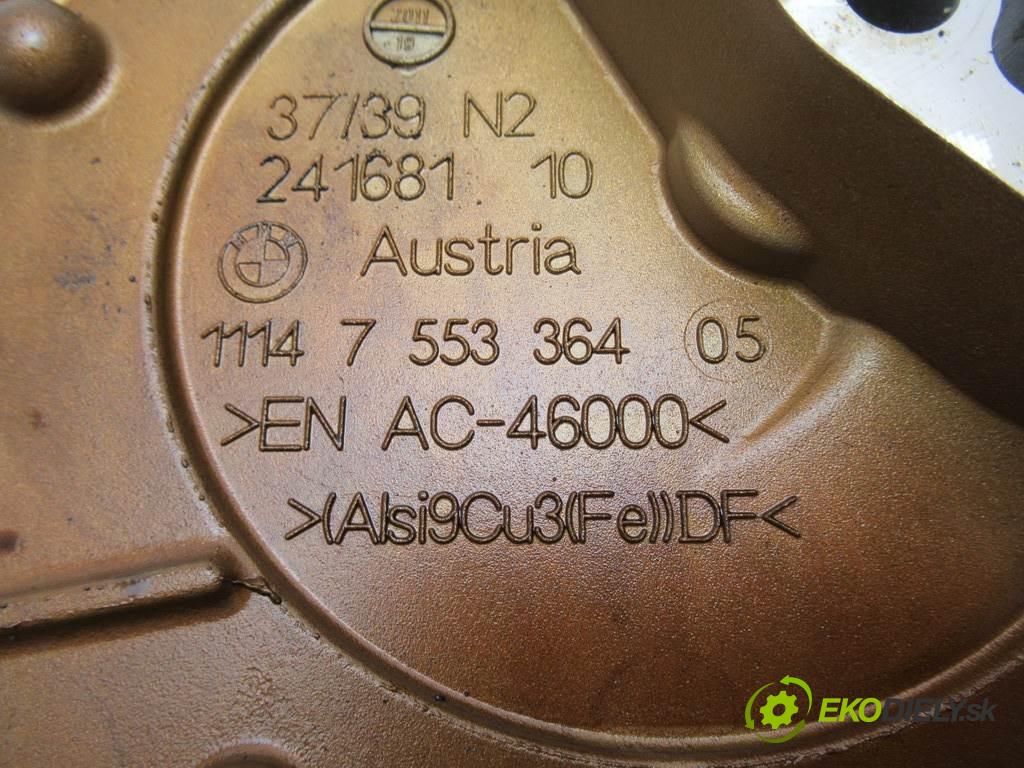 37/39 N2
241681 10
Austria
1114 7 553 364 05
>EN AC-46000<
>(Alsi9Cu3(Fe))DF<
EKODIELY.sk